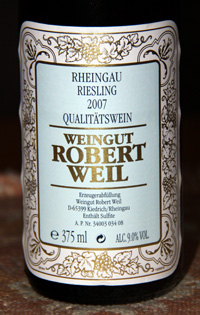 RHEINGAU
RIESLING
2007
QUALITÄTSWEIN
WEINGUT
ROBERT
WEIL
Erzeugerabfüllung
Weingut Robert Weil
D-65399 Kiedrich/Rheingau
Enthält Sulfite
A. P. Nr. 34003 034 08
e 375 ml
ALC. 9.0% VOL.